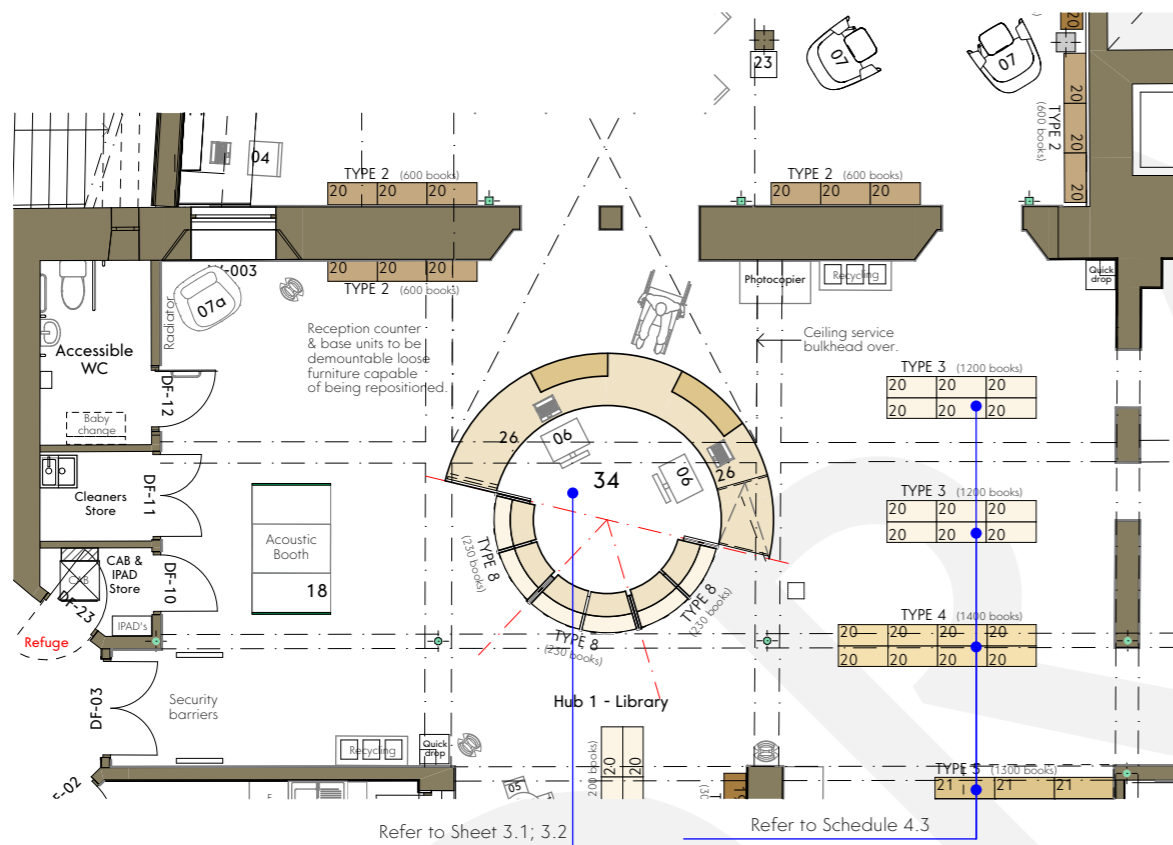 20
23
07
07
20
20
20
TYPE 2 (600 books)
04
TYPE 2 (600 books)
20 20 20
TYPE 2 (600 books)
20 20 20
20 20 20
TYPE 2 (600 books)
07a
Radiator
Photocopier
Recycling
Quick
drop
Accessible
WC
Baby
change
DF-12
Reception counter
& base units to be
demountable loose
furniture capable
of being repositioned.
Ceiling service
bulkhead over.
TYPE 3 (1200 books)
20 20 20
20 20 20
26
06
06
26
34
Cleaners
Store
DF-11
TYPE 3 (1200 books)
20 20 20
20 20 20
Acoustic
Booth
18
CAB &
IPAD
Store
CAB
DF-10
DF-23
IPAD's
Refuge
TYPE 8
(230 books)
TYPE 8
(230 books)
TYPE 8
(230 books)
TYPE 4 (1400 books)
20 20 20 20
20 20 20 20
DF-03
Security
barriers
Hub 1 - Library
Recycling
Quick
drop
20 20
05
TYPE 5 (1300 books)
21 21 21
Refer to Sheet 3.1; 3.2
Refer to Schedule 4.3